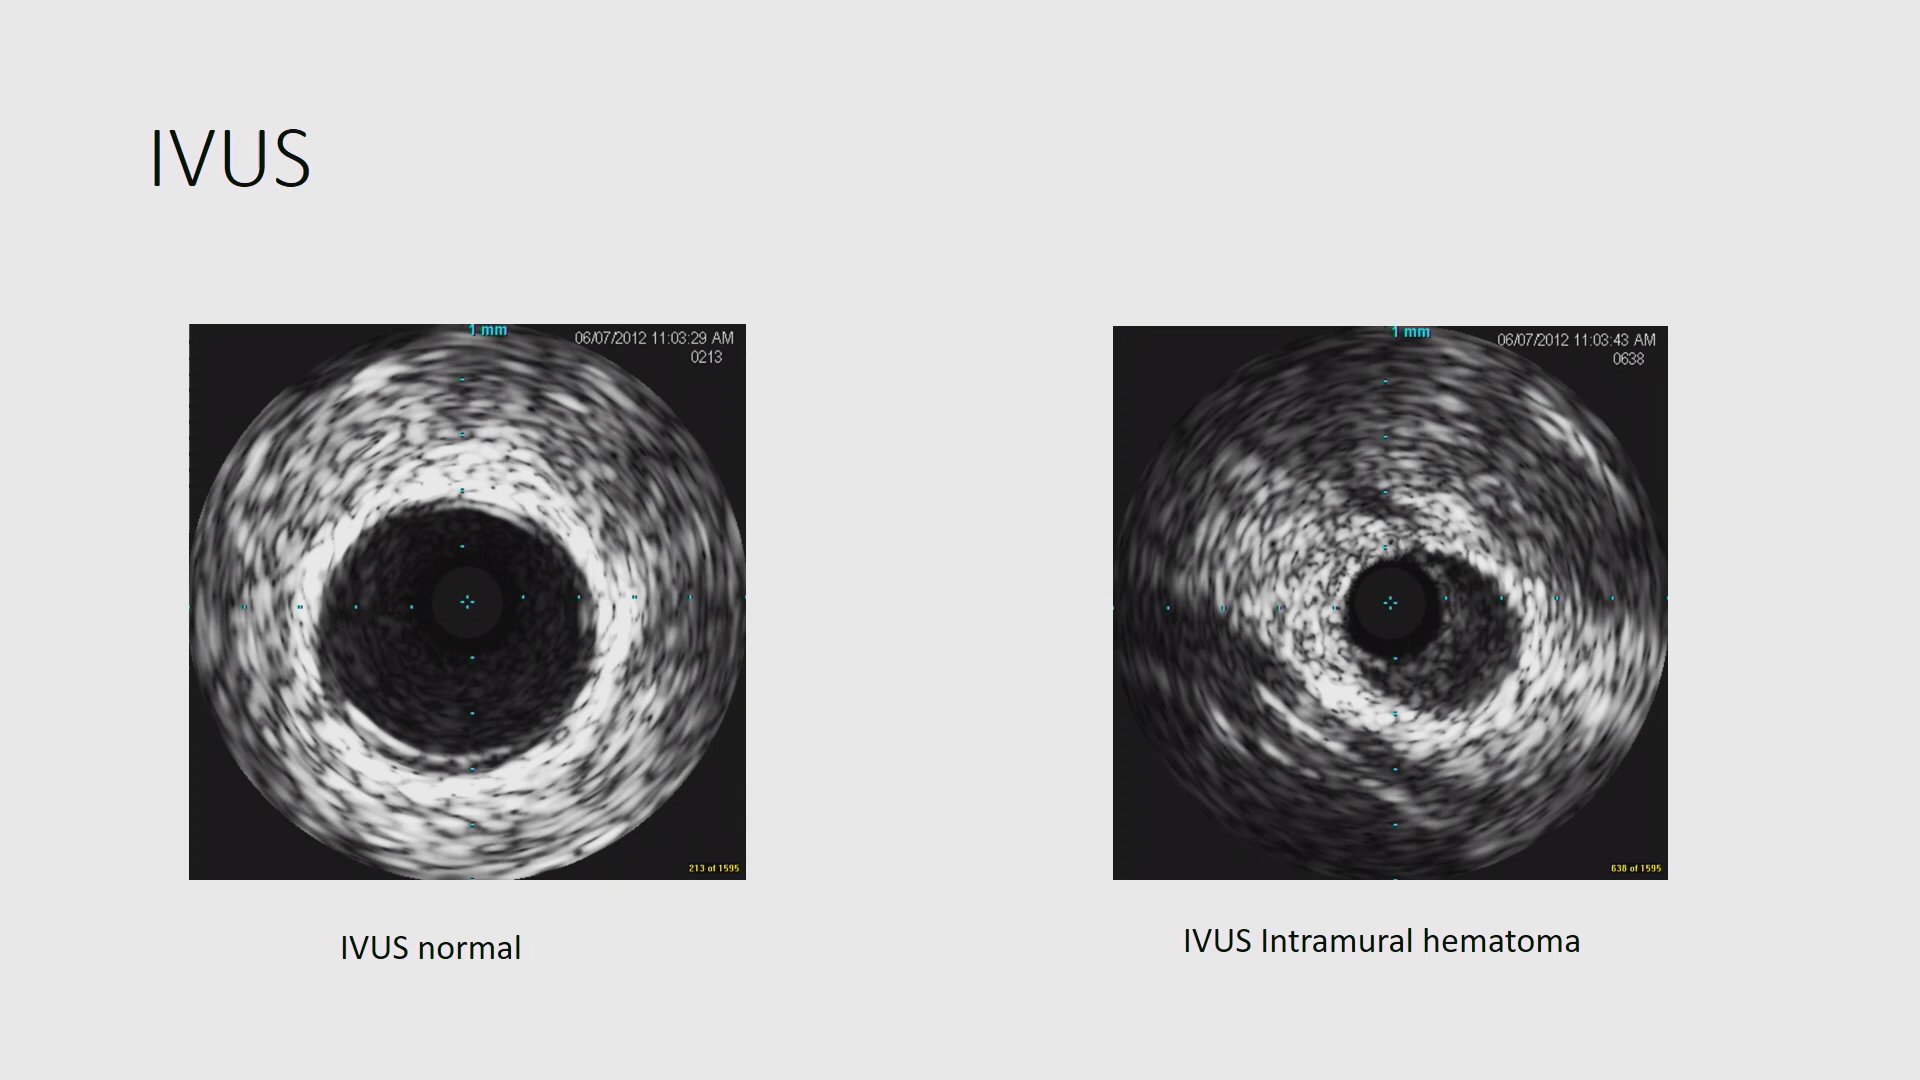 IVUS
1 mm
06/07/2012 11:03:29 AM
0213
213 of 1595
IVUS normal
1 mm
06/07/2012 11:03:43 AM
0638
638 of 1595
IVUS Intramural hematoma